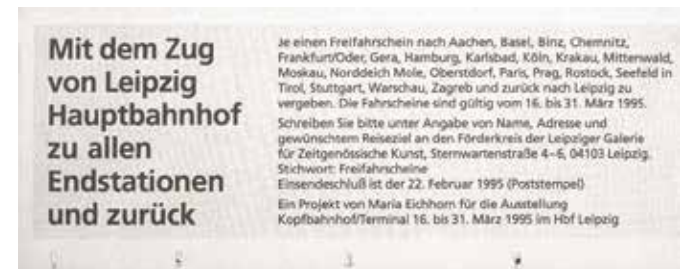 Mit dem Zug
von Leipzig
Hauptbahnhof
zu allen
Endstationen
und zurück
Je einen Freifahrschein nach Aachen, Basel, Binz, Chemnitz,
Frankfurt/Oder, Gera, Hamburg, Karlsbad, Köln, Krakau, Mittenwald,
Moskau, Norddeich Mole, Oberstdorf, Paris, Prag, Rostock, Seefeld in
Tirol, Stuttgart, Warschau, Zagreb und zurück nach Leipzig zu
vergeben. Die Fahrscheine sind gültig vom 16. bis 31. März 1995.
Schreiben Sie bitte unter Angabe von Name, Adresse und
gewünschtem Reiseziel an den Förderkreis der Leipziger Galerie
für Zeitgenössische Kunst, Sternwartenstraße 4–6, 04103 Leipzig.
Stichwort: Freifahrscheine
Einsendeschluß ist der 22. Februar 1995 (Poststempel)
Ein Projekt von Maria Eichhorn für die Ausstellung
Kopfbahnhof/Terminal 16. bis 31. März 1995 im Hbf Leipzig